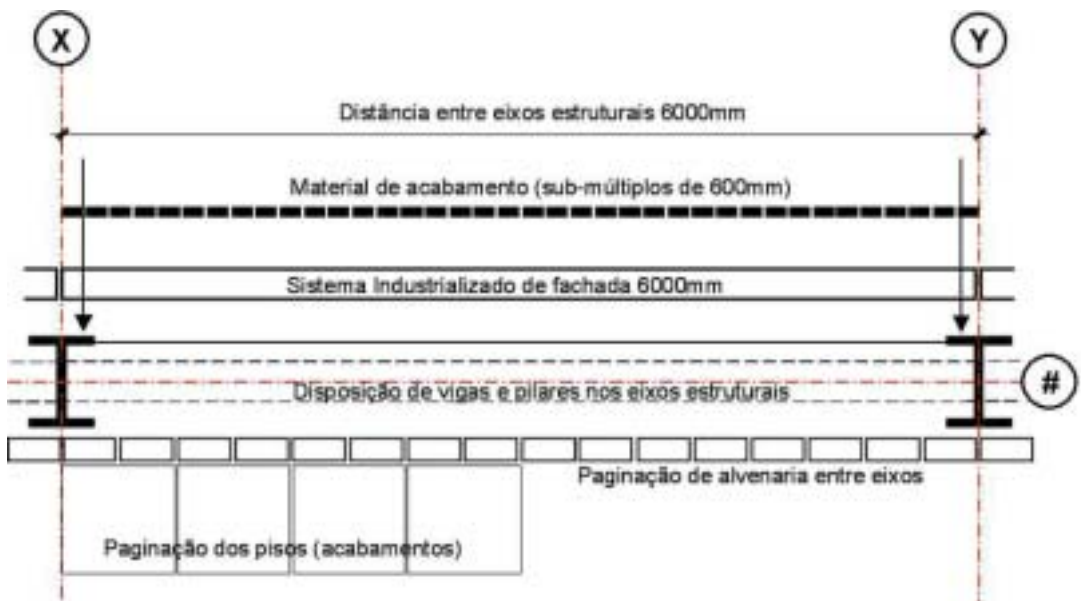 X
Y
Distância entre eixos estruturais 6000mm
Material de acabamento (sub-múltiplos de 600mm)
Sistema Industrializado de fachada 6000mm
Disposição de vigas e pilares nos eixos estruturais
#
Paginação de alvenaria entre eixos
Paginação dos pisos (acabamentos)